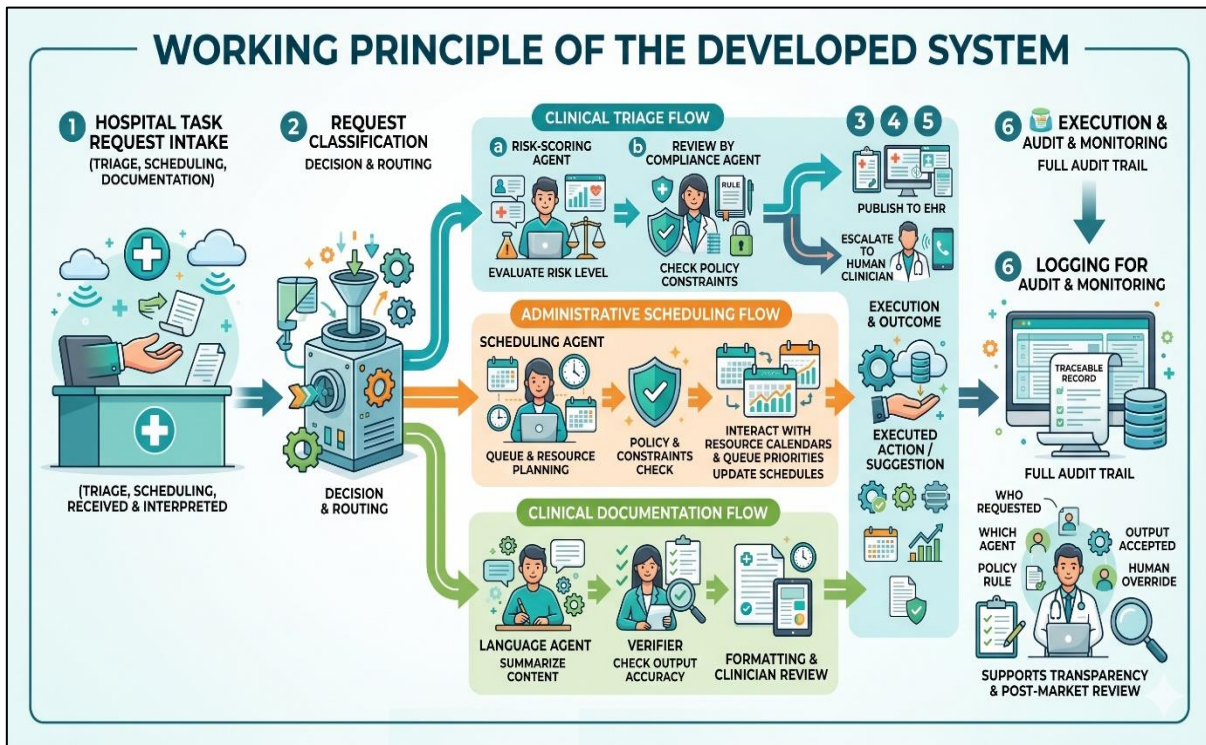 WORKING PRINCIPLE OF THE DEVELOPED SYSTEM
1 HOSPITAL TASK
REQUEST INTAKE
(TRIAGE, SCHEDULING,
DOCUMENTATION)
(TRIAGE, SCHEDULING,
RECEIVED & INTERPRETED
2 REQUEST
CLASSIFICATION
DECISION & ROUTING
DECISION
& ROUTING
CLINICAL TRIAGE FLOW
a RISK-SCORING
AGENT
EVALUATE RISK LEVEL
b REVIEW BY
COMPLIANCE AGENT
RULE
CHECK POLICY
CONSTRAINTS
3 4 5
PUBLISH TO EHR
ESCALATE
TO
HUMAN
CLINICIAN
ADMINISTRATIVE SCHEDULING FLOW
SCHEDULING AGENT
QUEUE & RESOURCE
PLANNING
POLICY &
CONSTRAINTS
CHECK
INTERACT WITH
RESOURCE CALENDARS
& QUEUE PRIORITIES
UPDATE SCHEDULES
CLINICAL DOCUMENTATION FLOW
LANGUAGE AGENT
SUMMARIZE
CONTENT
VERIFIER
CHECK OUTPUT
ACCURACY
FORMATTING &
CLINICIAN REVIEW
EXECUTION
& OUTCOME
EXECUTED
ACTION /
SUGGESTION
6 EXECUTION &
AUDIT & MONITORING
FULL AUDIT TRAIL
6 LOGGING FOR
AUDIT & MONITORING
TRACEABLE
RECORD
FULL AUDIT TRAIL
WHO
REQUESTED
WHICH
AGENT
POLICY
RULE
OUTPUT
ACCEPTED
HUMAN
OVERRIDE
SUPPORTS TRANSPARENCY
& POST-MARKET REVIEW